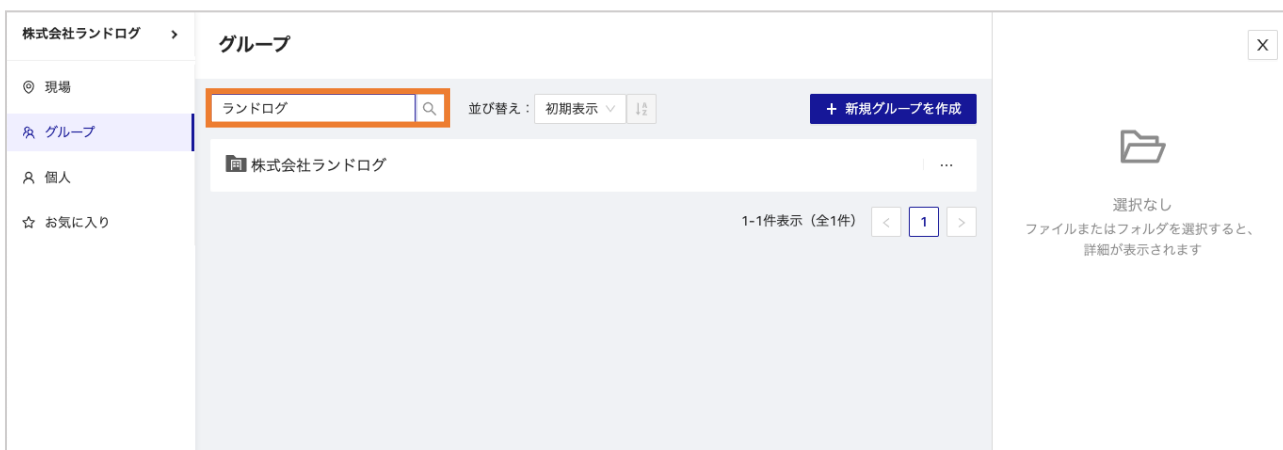 株式会社ランドログ >
現場
グループ
個人
お気に入り
グループ
ランドログ
並び替え： 初期表示
+ 新規グループを作成
株式会社ランドログ
...
1-1件表示（全1件） < 1 >
X
選択なし
ファイルまたはフォルダを選択すると、
詳細が表示されます